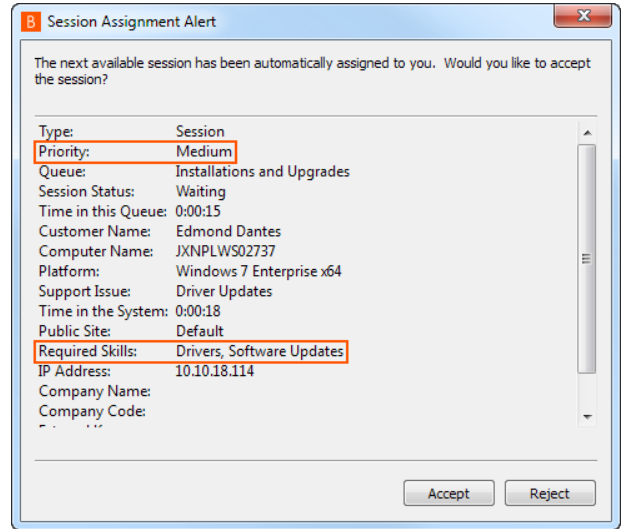 B Session Assignment Alert
The next available session has been automatically assigned to you. Would you like to accept
the session?
Type: Session
Priority: Medium
Queue: Installations and Upgrades
Session Status: Waiting
Time in this Queue: 0:00:15
Customer Name: Edmond Dantes
Computer Name: JXNPLWS02737
Platform: Windows 7 Enterprise x64
Support Issue: Driver Updates
Time in the System: 0:00:18
Public Site: Default
Required Skills: Drivers, Software Updates
IP Address: 10.10.18.114
Company Name:
Company Code:
Accept Reject